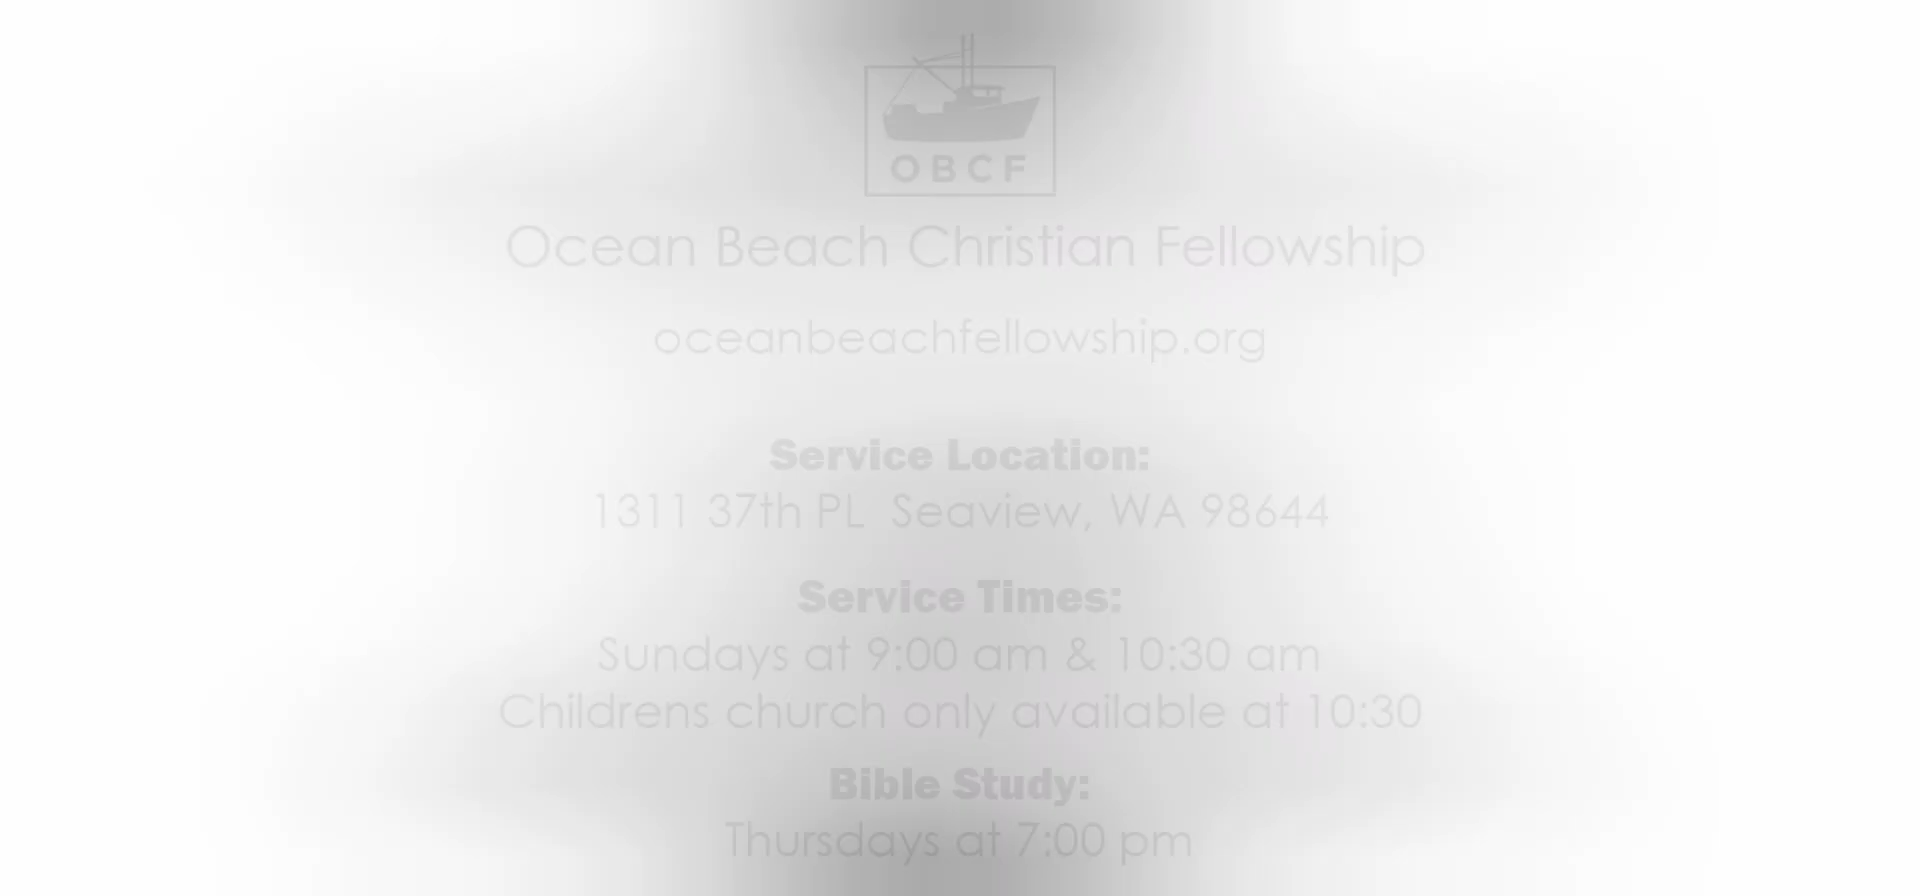 OBCF
Ocean Beach Christian Fellowship
oceanbeachfellowship.org
Service Location:
1311 37th PL  Seaview, WA 98644
Service Times:
Sundays at 9:00 am & 10:30 am
Childrens church only available at 10:30
Bible Study:
Thursdays at 7:00 pm